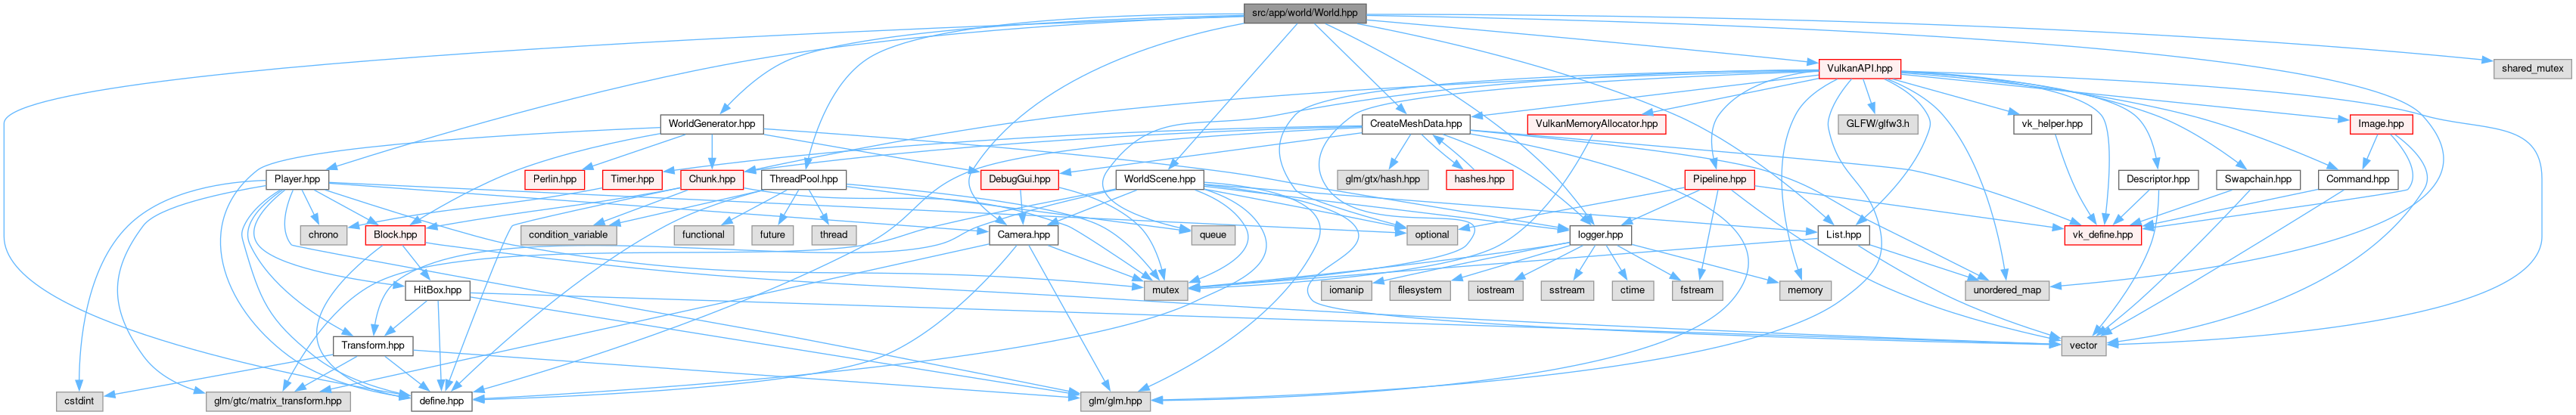 src/app/world/World.hpp
VulkanAPI.hpp
shared_mutex
WorldGenerator.hpp
CreateMeshData.hpp
VulkanMemoryAllocator.hpp
GLFW/glfw3.h
vk_helper.hpp
Image.hpp
Player.hpp
Perlin.hpp
Timer.hpp
Chunk.hpp
ThreadPool.hpp
DebugGui.hpp
WorldScene.hpp
glm/gtx/hash.hpp
hashes.hpp
Pipeline.hpp
Descriptor.hpp
Swapchain.hpp
Command.hpp
chrono
Block.hpp
condition_variable
functional
future
thread
queue
Camera.hpp
optional
logger.hpp
List.hpp
vk_define.hpp
HitBox.hpp
mutex
iomanip
filesystem
iostream
sstream
ctime
fstream
memory
unordered_map
Transform.hpp
vector
cstdint
glm/gtc/matrix_transform.hpp
define.hpp
glm/glm.hpp